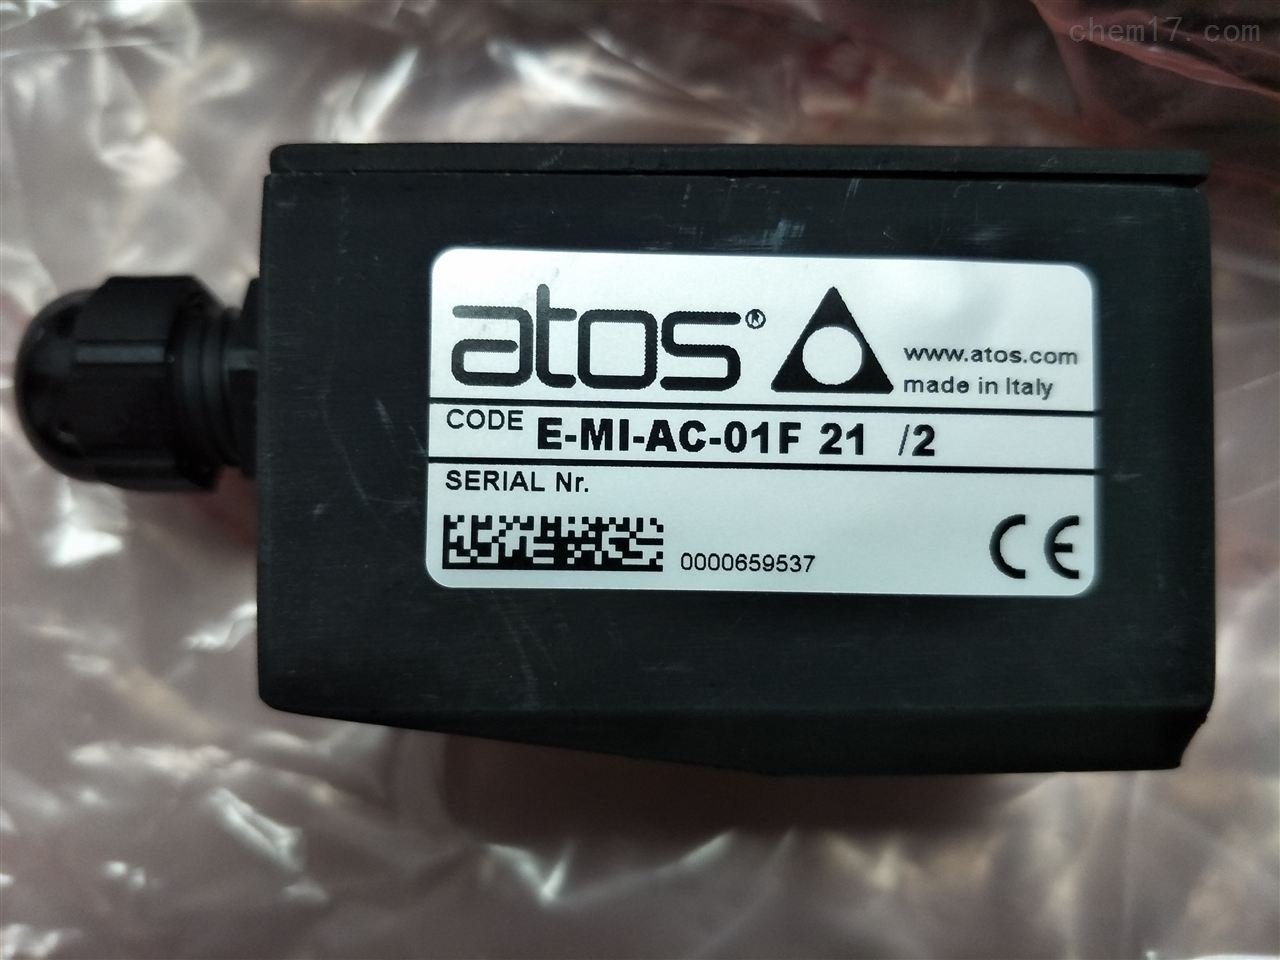 chem17.com
atos®
www.atos.com
made in Italy
CODE E-MI-AC-01F 21 /2
SERIAL Nr.
0000659537
CE